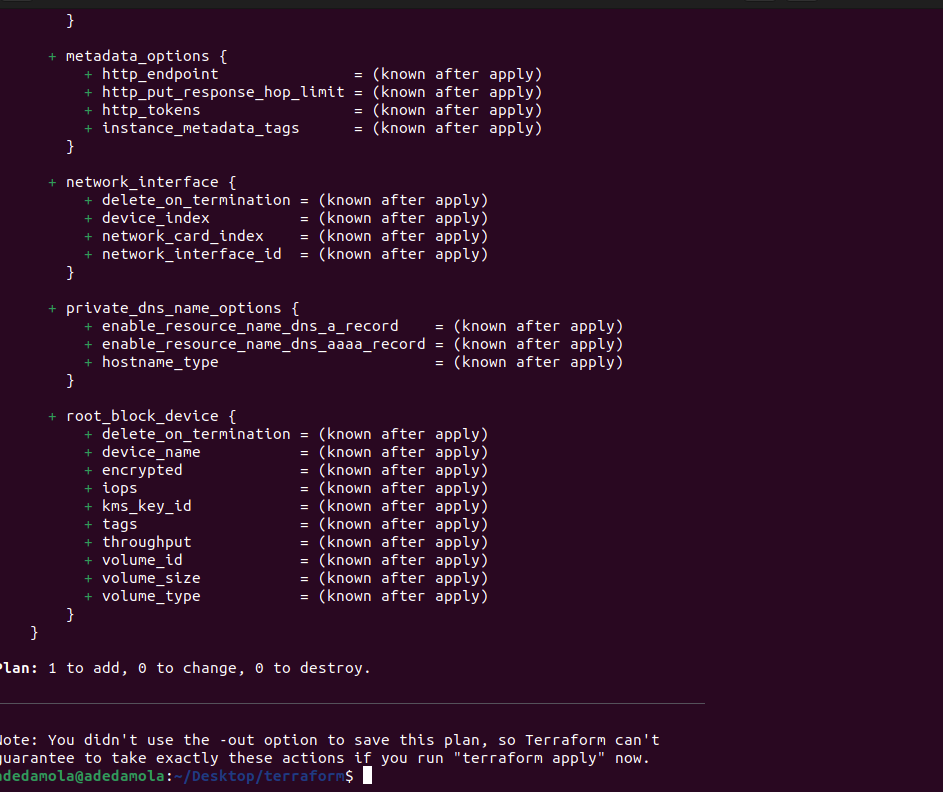 }
+ metadata_options {
+ http_endpoint = (known after apply)
+ http_put_response_hop_limit = (known after apply)
+ http_tokens = (known after apply)
+ instance_metadata_tags = (known after apply)
}
+ network_interface {
+ delete_on_termination = (known after apply)
+ device_index = (known after apply)
+ network_card_index = (known after apply)
+ network_interface_id = (known after apply)
}
+ private_dns_name_options {
+ enable_resource_name_dns_a_record = (known after apply)
+ enable_resource_name_dns_aaaa_record = (known after apply)
+ hostname_type = (known after apply)
}
+ root_block_device {
+ delete_on_termination = (known after apply)
+ device_name = (known after apply)
+ encrypted = (known after apply)
+ iops = (known after apply)
+ kms_key_id = (known after apply)
+ tags = (known after apply)
+ throughput = (known after apply)
+ volume_id = (known after apply)
+ volume_size = (known after apply)
+ volume_type = (known after apply)
}
}
Plan: 1 to add, 0 to change, 0 to destroy.
Note: You didn't use the -out option to save this plan, so Terraform can't
guarantee to take exactly these actions if you run "terraform apply" now.
adedamola@adedamola:~/Desktop/terraform$